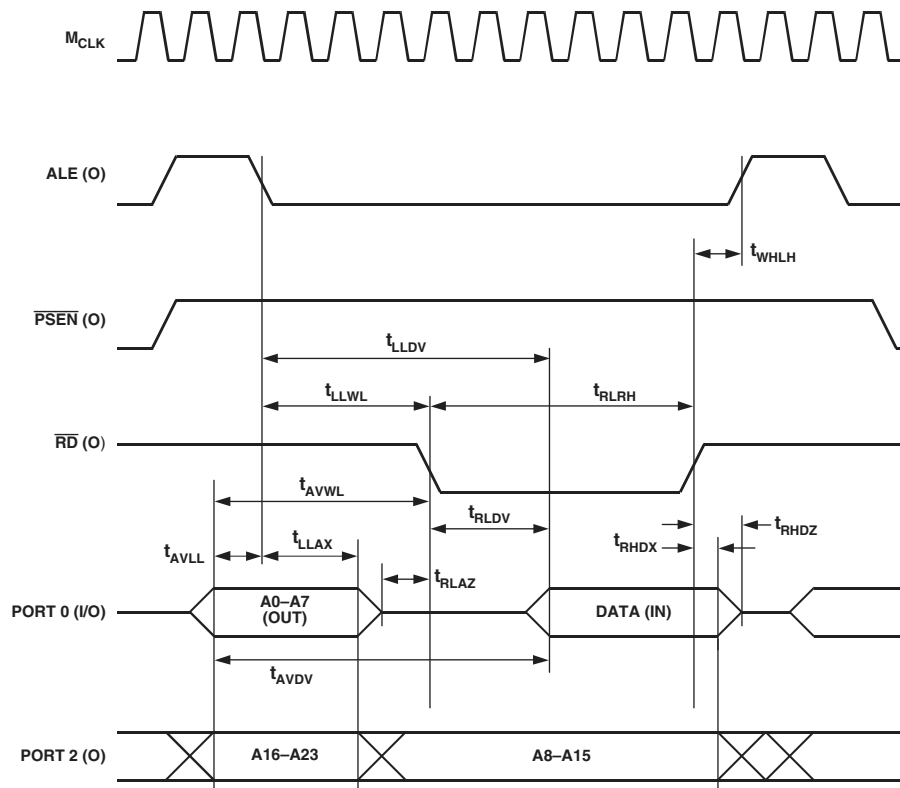 MCLK
ALE (O)
tWHLH
PSEN (O)
tLLDV
tLLWL
tRLRH
RD (O)
tAVWL
tRLDV
tRHDZ
tAVLL
tLLAX
tRHDX
tRLAZ
PORT 0 (I/O)
A0–A7
(OUT)
DATA (IN)
tAVDV
PORT 2 (O)
A16–A23
A8–A15